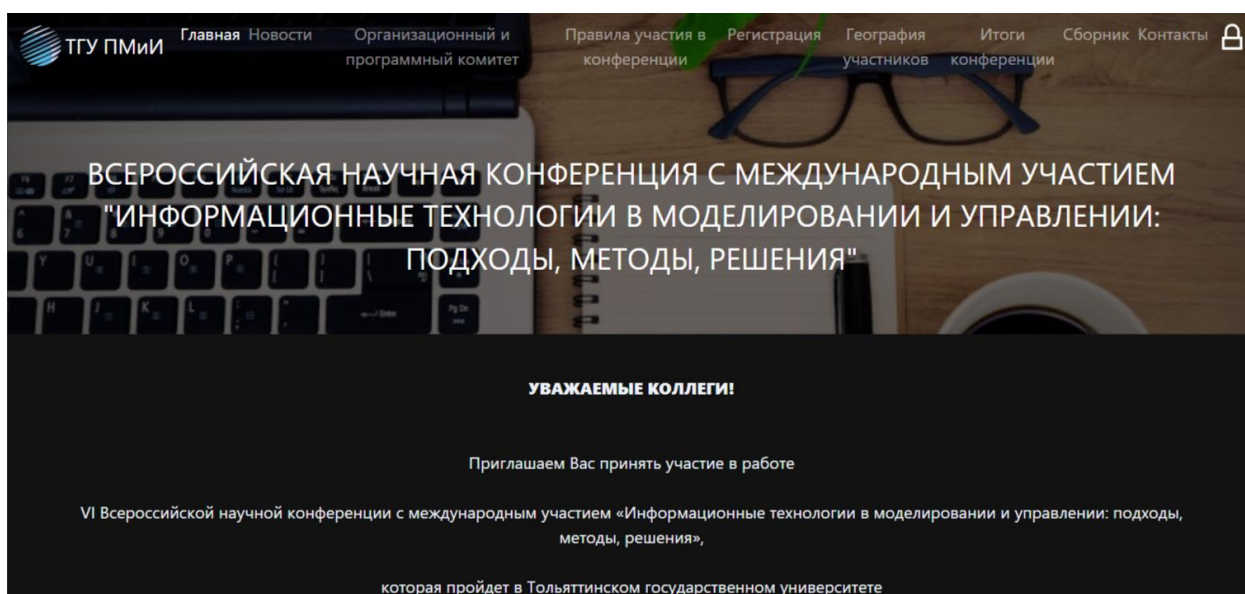 ТГУ ПМиИ
Главная Новости Организационный и программный комитет Правила участия в конференции Регистрация География участников Итоги конференции Сборник Контакты
ВСЕРОССИЙСКАЯ НАУЧНАЯ КОНФЕРЕНЦИЯ С МЕЖДУНАРОДНЫМ УЧАСТИЕМ
"ИНФОРМАЦИОННЫЕ ТЕХНОЛОГИИ В МОДЕЛИРОВАНИИ И УПРАВЛЕНИИ:
ПОДХОДЫ, МЕТОДЫ, РЕШЕНИЯ"
УВАЖАЕМЫЕ КОЛЛЕГИ!
Приглашаем Вас принять участие в работе
VI Всероссийской научной конференции с международным участием «Информационные технологии в моделировании и управлении: подходы,
методы, решения»,
которая пройдет в Тольяттинском государственном университете